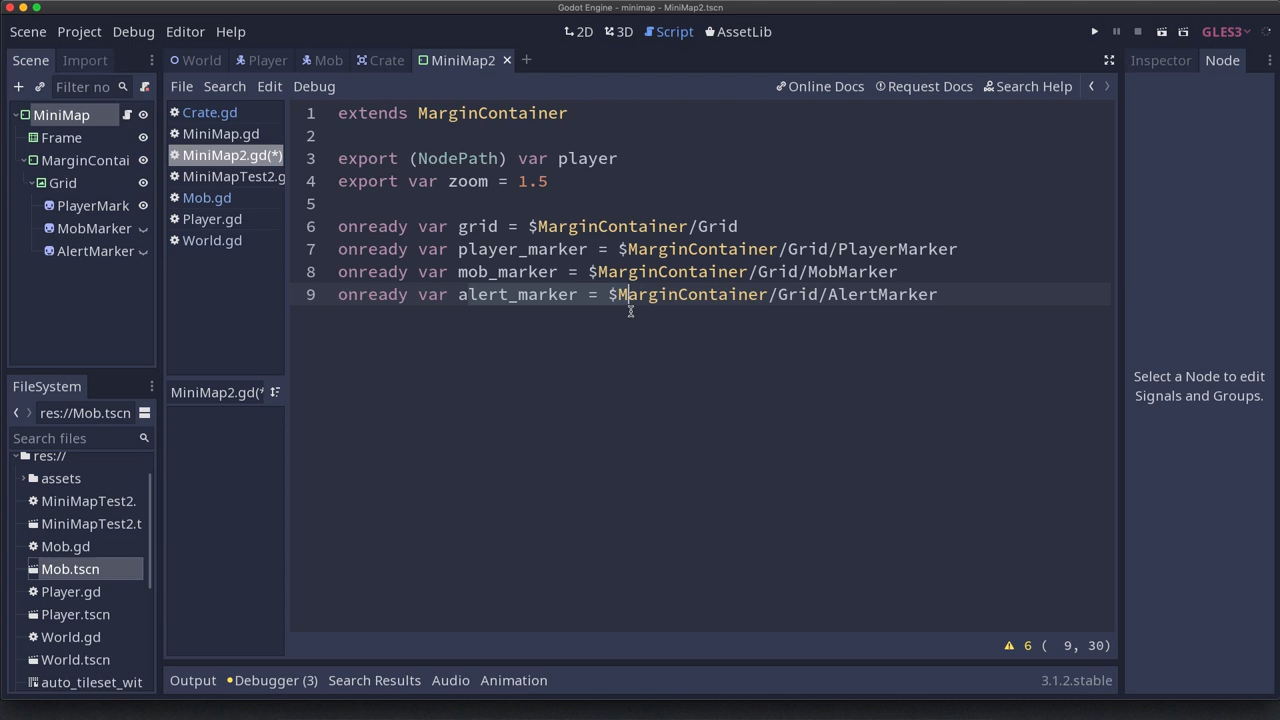 Godot Engine - minimap - MiniMap2.tscn
Scene Project Debug Editor Help
2D 3D Script AssetLib
GLES3
Scene Import
World Player Mob Crate MiniMap2
Inspector Node
Filter no
File Search Edit Debug
Online Docs Request Docs Search Help
MiniMap
Frame
MarginContai
Grid
PlayerMark
MobMarker
AlertMarker
Crate.gd
MiniMap.gd
MiniMap2.gd(*)
MiniMapTest2.g
Mob.gd
Player.gd
World.gd
MiniMap2.gd(*
1 extends MarginContainer
2
3 export (NodePath) var player
4 export var zoom = 1.5
5
6 onready var grid = $MarginContainer/Grid
7 onready var player_marker = $MarginContainer/Grid/PlayerMarker
8 onready var mob_marker = $MarginContainer/Grid/MobMarker
9 onready var alert_marker = $MarginContainer/Grid/AlertMarker
Select a Node to edit
Signals and Groups.
FileSystem
res://Mob.tscn
Search files
res://
assets
MiniMapTest2.
MiniMapTest2.t
Mob.gd
Mob.tscn
Player.gd
Player.tscn
World.gd
World.tscn
auto_tileset_wit
6 ( 9, 30)
Output Debugger (3) Search Results Audio Animation
3.1.2.stable